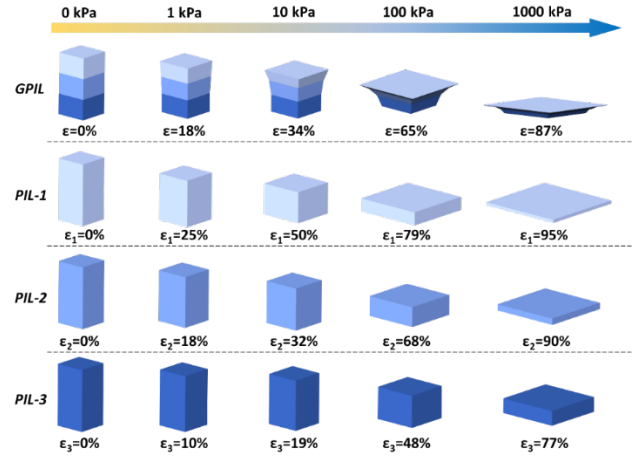 0 kPa 1 kPa 10 kPa 100 kPa 1000 kPa
GPIL
ε=0% ε=18% ε=34% ε=65% ε=87%
PIL-1
ε₁=0% ε₁=25% ε₁=50% ε₁=79% ε₁=95%
PIL-2
ε₂=0% ε₂=18% ε₂=32% ε₂=68% ε₂=90%
PIL-3
ε₃=0% ε₃=10% ε₃=19% ε₃=48% ε₃=77%